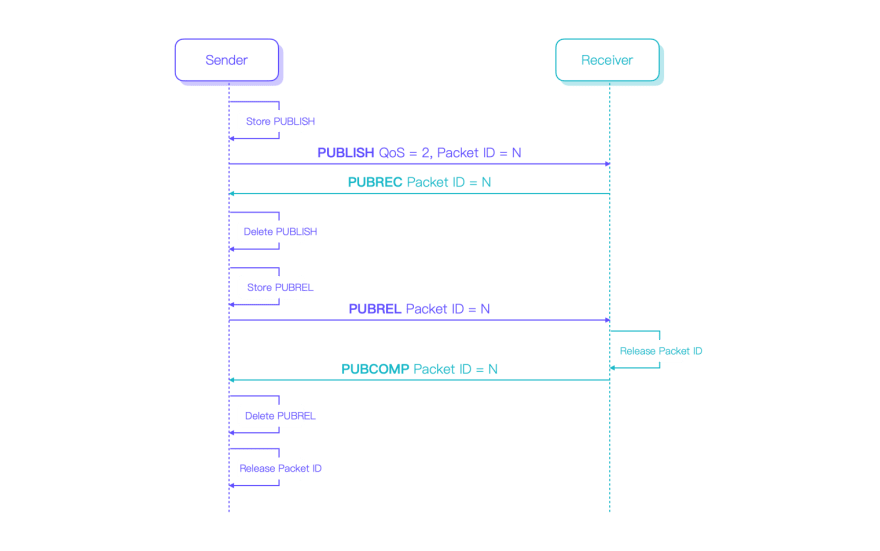 Sender
Receiver
Store PUBLISH
PUBLISH QoS = 2, Packet ID = N
PUBREC Packet ID = N
Delete PUBLISH
Store PUBREL
PUBREL Packet ID = N
Release Packet ID
PUBCOMP Packet ID = N
Delete PUBREL
Release Packet ID